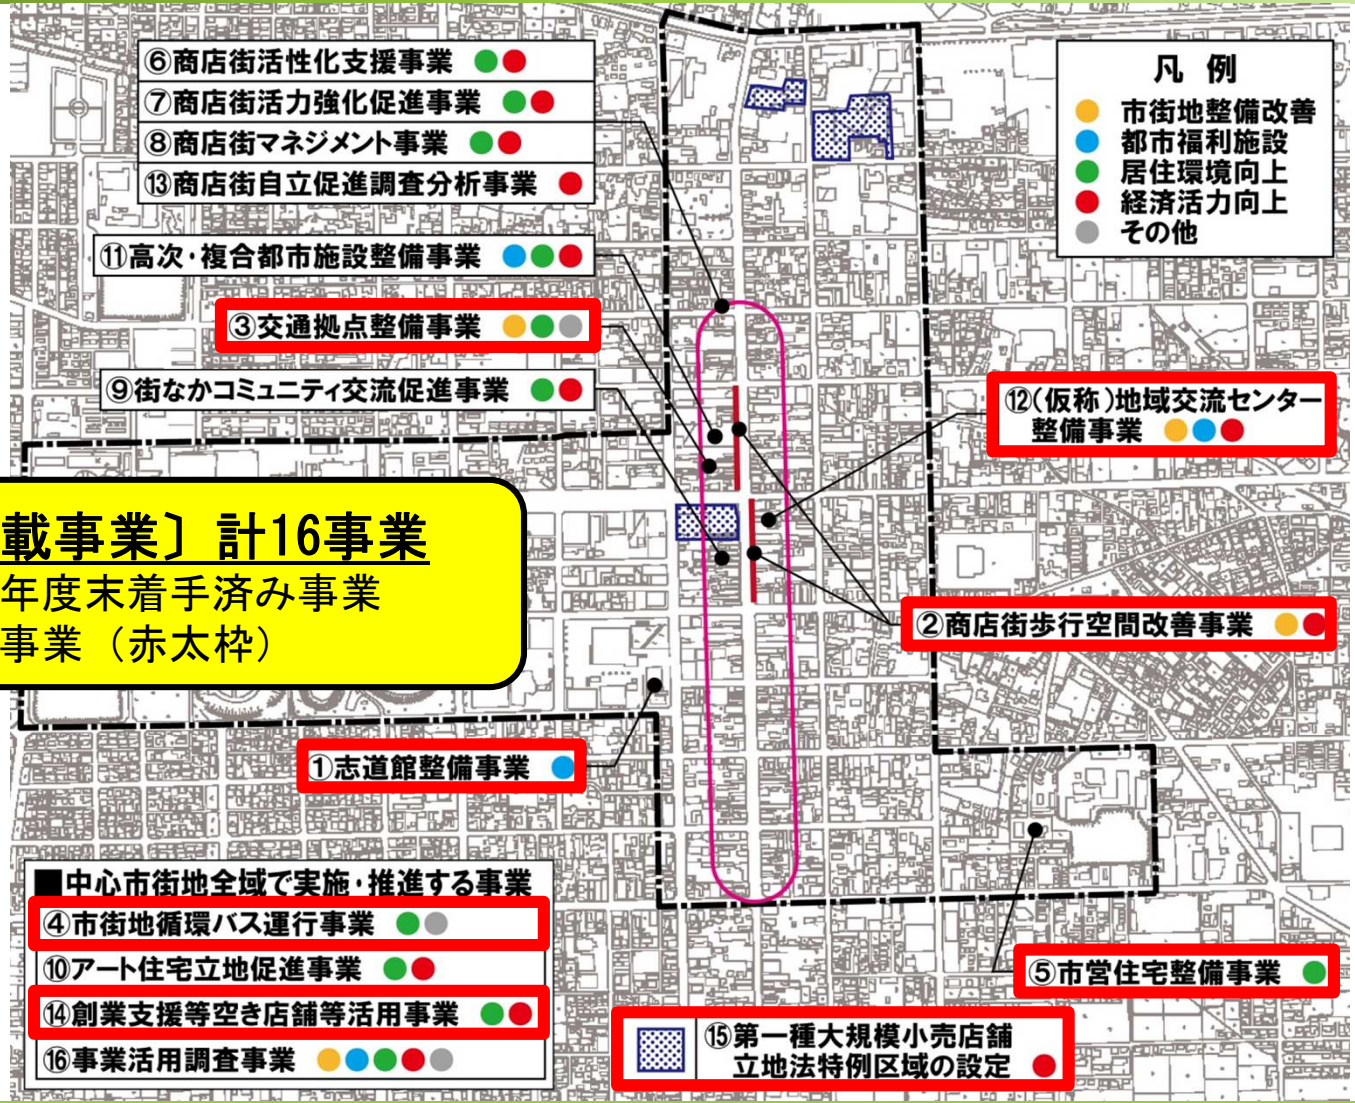 ⑥商店街活性化支援事業
⑦商店街活力強化促進事業
⑧商店街マネジメント事業
⑬商店街自立促進調査分析事業
凡 例
市街地整備改善
都市福利施設
居住環境向上
経済活力向上
その他
⑪高次・複合都市施設整備事業
③交通拠点整備事業
⑨街なかコミュニティ交流促進事業
⑫(仮称)地域交流センター
整備事業
載事業〕計16事業
年度末着手済み事業
事業（赤太枠）
②商店街歩行空間改善事業
①志道館整備事業
■中心市街地全域で実施・推進する事業
④市街地循環バス運行事業
⑩アート住宅立地促進事業
⑭創業支援等空き店舗等活用事業
⑯事業活用調査事業
⑤市営住宅整備事業
⑮第一種大規模小売店舗
立地法特例区域の設定